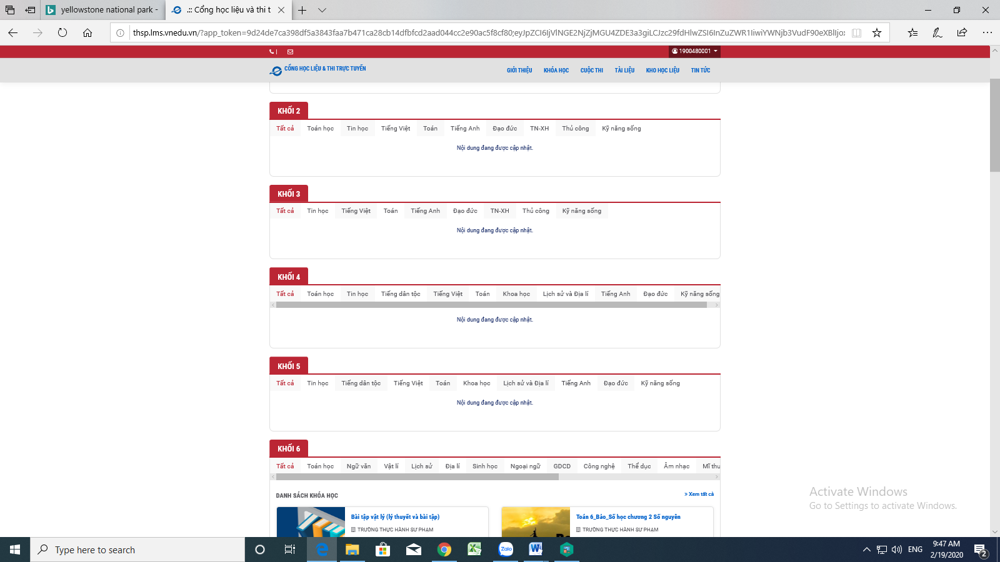 yellowstone national park -
.:: Cổng học liệu và thi t
thsp.lms.vnedu.vn/?app_token=9d24de7ca398df5a3843faa7b471ca28cb14dfbfcd2aad044cc2e90ac5f8cf80;
1900480001
CỔNG HỌC LIỆU & THI TRỰC TUYẾN
GIỚI THIỆU KHÓA HỌC CUỘC THI TÀI LIỆU KHO HỌC LIỆU TIN TỨC
KHỐI 2
Tất cả Toán học Tin học Tiếng Việt Toán Tiếng Anh Đạo đức TN-XH Thủ công Kỹ năng sống
Nội dung đang được cập nhật.
KHỐI 3
Tất cả Tin học Tiếng Việt Toán Tiếng Anh Đạo đức TN-XH Thủ công Kỹ năng sống
Nội dung đang được cập nhật.
KHỐI 4
Tất cả Toán học Tin học Tiếng dân tộc Tiếng Việt Toán Khoa học Lịch sử và Địa lí Tiếng Anh Đạo đức Kỹ năng sống
Nội dung đang được cập nhật.
KHỐI 5
Tất cả Tin học Tiếng dân tộc Tiếng Việt Toán Khoa học Lịch sử và Địa lí Tiếng Anh Đạo đức Kỹ năng sống
Nội dung đang được cập nhật.
KHỐI 6
Tất cả Toán học Ngữ văn Vật lí Lịch sử Địa lí Sinh học Ngoại ngữ GDCD Công nghệ Thể dục Âm nhạc Mĩ thu
DANH SÁCH KHÓA HỌC
» Xem tất cả
Bài tập vật lý (lý thuyết và bài tập)
TRƯỜNG THỰC HÀNH SƯ PHẠM
Toán 6_Bảo_Số học chương 2 Số nguyên
TRƯỜNG THỰC HÀNH SƯ PHẠM
Activate Windows
Go to Settings to activate Windows.
Type here to search
Zalo
ENG
9:47 AM
2/19/2020
2